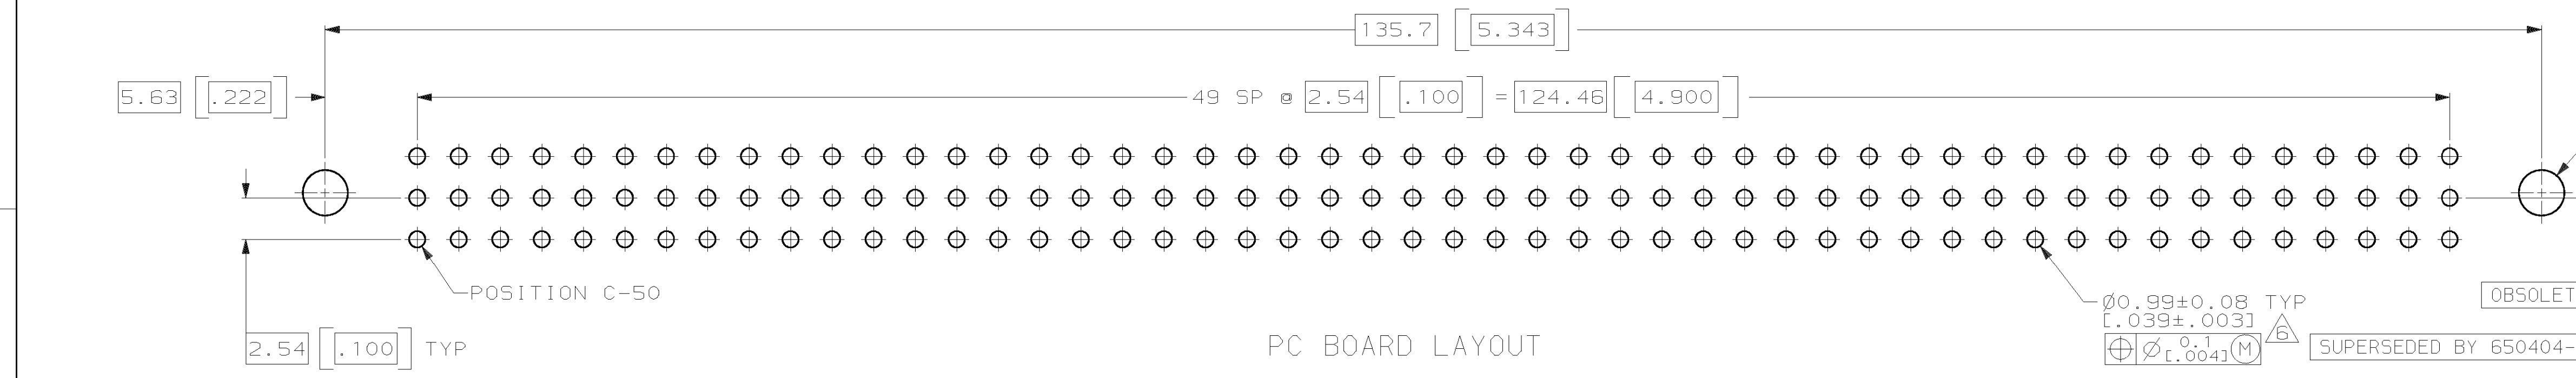 135.7 [5.343]
5.63 [.222]
49 SP @ 2.54 [.100] = 124.46 [4.900]
POSITION C-50
2.54 [.100] TYP
PC BOARD LAYOUT
Ø0.99±0.08 TYP
[.039±.003]
6
Ø 0.1 [.004] M
OBSOLET
SUPERSEDED BY 650404-